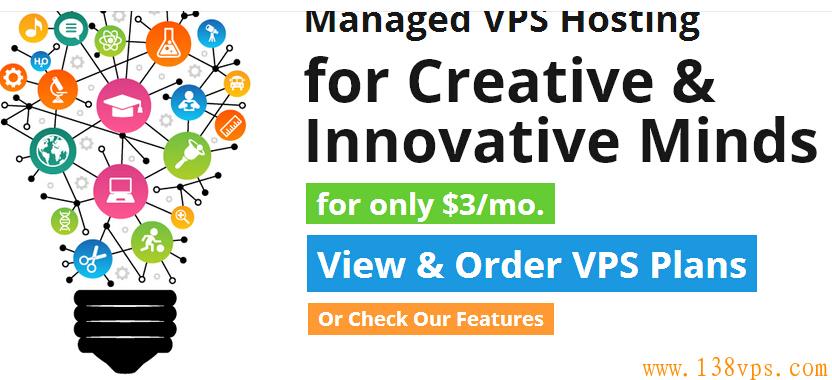 Managed VPS Hosting
for Creative &
Innovative Minds
for only $3/mo.
View & Order VPS Plans
Or Check Our Features
H₂O
www.138vps.com